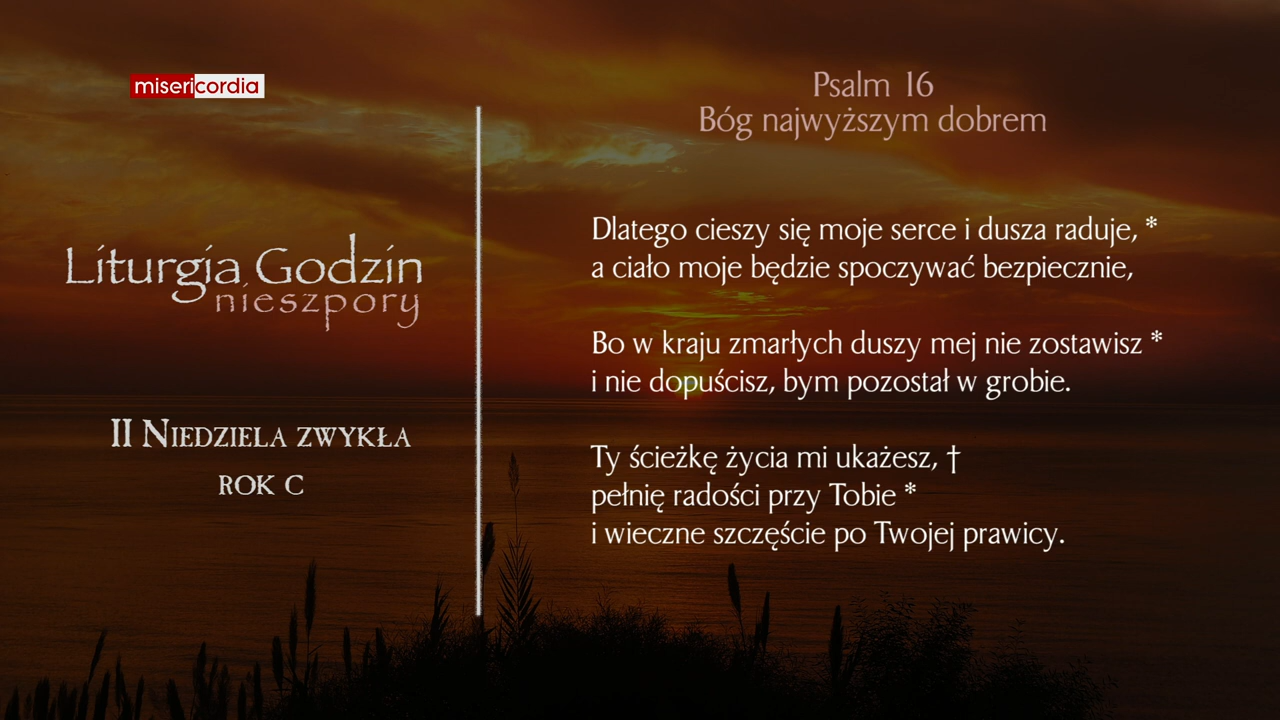 misericordia
Liturgia Godzin
nieszpory
II Niedziela zwykła
rok C
Psalm 16
Bóg najwyższym dobrem
Dlatego cieszy się moje serce i dusza raduje, *
a ciało moje będzie spoczywać bezpiecznie,
Bo w kraju zmarłych duszy mej nie zostawisz *
i nie dopuścisz, bym pozostał w grobie.
Ty ścieżkę życia mi ukażesz, †
pełnię radości przy Tobie *
i wieczne szczęście po Twojej prawicy.